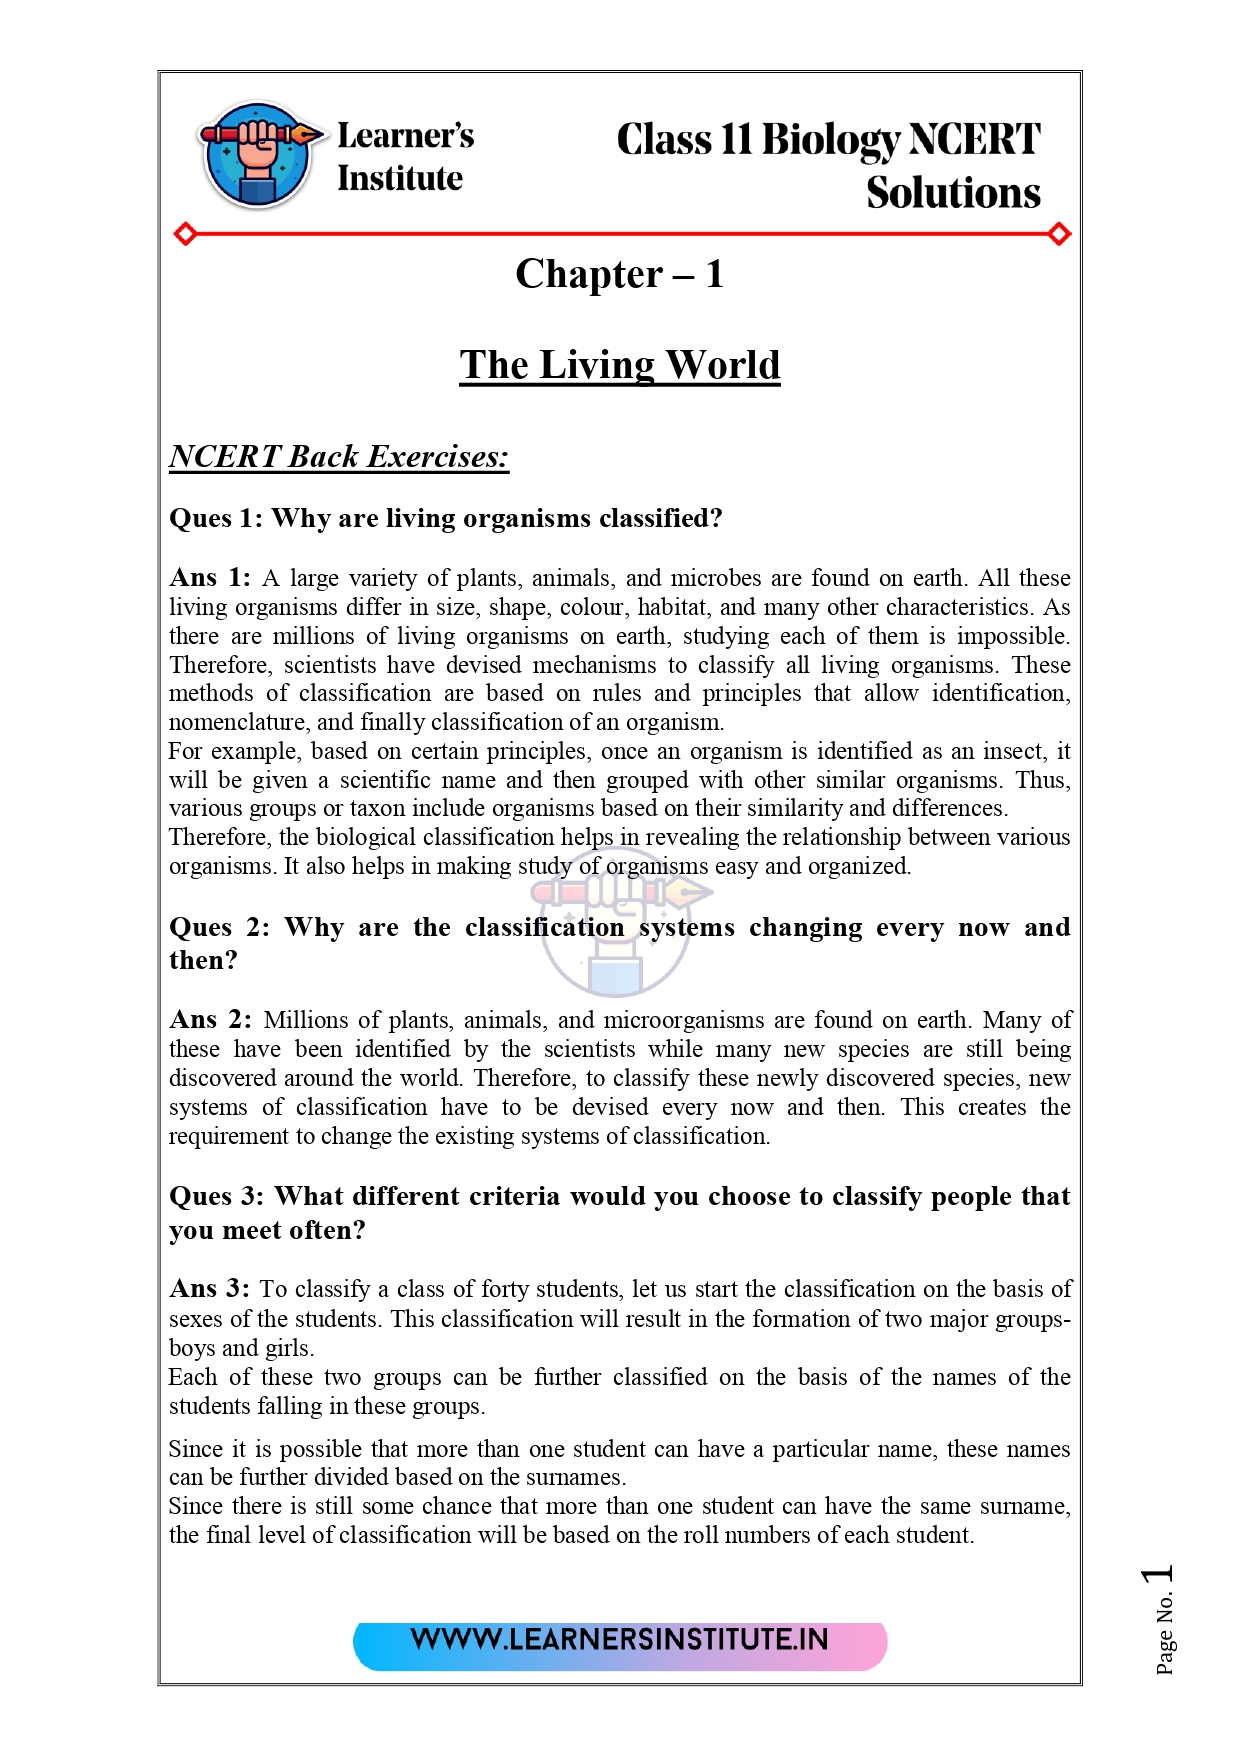 Learner's
Institute
Class 11 Biology NCERT
Solutions
Chapter – 1
The Living World
NCERT Back Exercises:
Ques 1: Why are living organisms classified?
Ans 1: A large variety of plants, animals, and microbes are found on earth. All these
living organisms differ in size, shape, colour, habitat, and many other characteristics. As
there are millions of living organisms on earth, studying each of them is impossible.
Therefore, scientists have devised mechanisms to classify all living organisms. These
methods of classification are based on rules and principles that allow identification,
nomenclature, and finally classification of an organism.
For example, based on certain principles, once an organism is identified as an insect, it
will be given a scientific name and then grouped with other similar organisms. Thus,
various groups or taxon include organisms based on their similarity and differences.
Therefore, the biological classification helps in revealing the relationship between various
organisms. It also helps in making study of organisms easy and organized.
Ques 2: Why are the classification systems changing every now and
then?
Ans 2: Millions of plants, animals, and microorganisms are found on earth. Many of
these have been identified by the scientists while many new species are still being
discovered around the world. Therefore, to classify these newly discovered species, new
systems of classification have to be devised every now and then. This creates the
requirement to change the existing systems of classification.
Ques 3: What different criteria would you choose to classify people that
you meet often?
Ans 3: To classify a class of forty students, let us start the classification on the basis of
sexes of the students. This classification will result in the formation of two major groups-
boys and girls.
Each of these two groups can be further classified on the basis of the names of the
students falling in these groups.
Since it is possible that more than one student can have a particular name, these names
can be further divided based on the surnames.
Since there is still some chance that more than one student can have the same surname,
the final level of classification will be based on the roll numbers of each student.
WWW.LEARNERSINSTITUTE.IN
Page No. 1